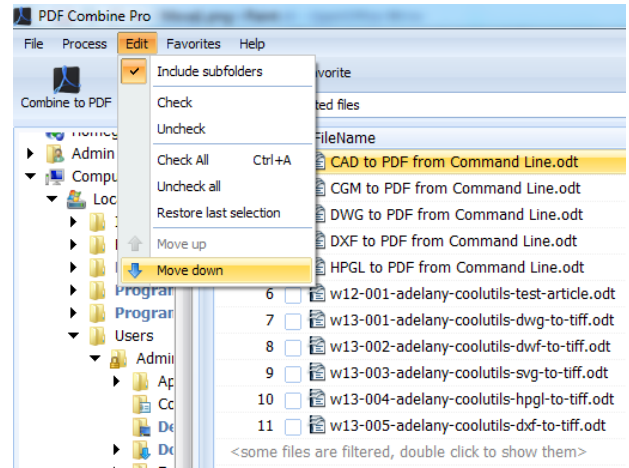 PDF Combine Pro
File Process Edit Favorites Help
Include subfolders
Combine to PDF
Check
Uncheck
Check All Ctrl+A
Uncheck all
Restore last selection
Move up
Move down
FileName
Admin
CAD to PDF from Command Line.odt
CGM to PDF from Command Line.odt
DWG to PDF from Command Line.odt
DXF to PDF from Command Line.odt
HPGL to PDF from Command Line.odt
6 w12-001-adelany-coolutils-test-article.odt
7 w13-001-adelany-coolutils-dwg-to-tiff.odt
Users
8 w13-002-adelany-coolutils-dwf-to-tiff.odt
9 w13-003-adelany-coolutils-svg-to-tiff.odt
10 w13-004-adelany-coolutils-hpgl-to-tiff.odt
11 w13-005-adelany-coolutils-dxf-to-tiff.odt
<some files are filtered, double click to show them>